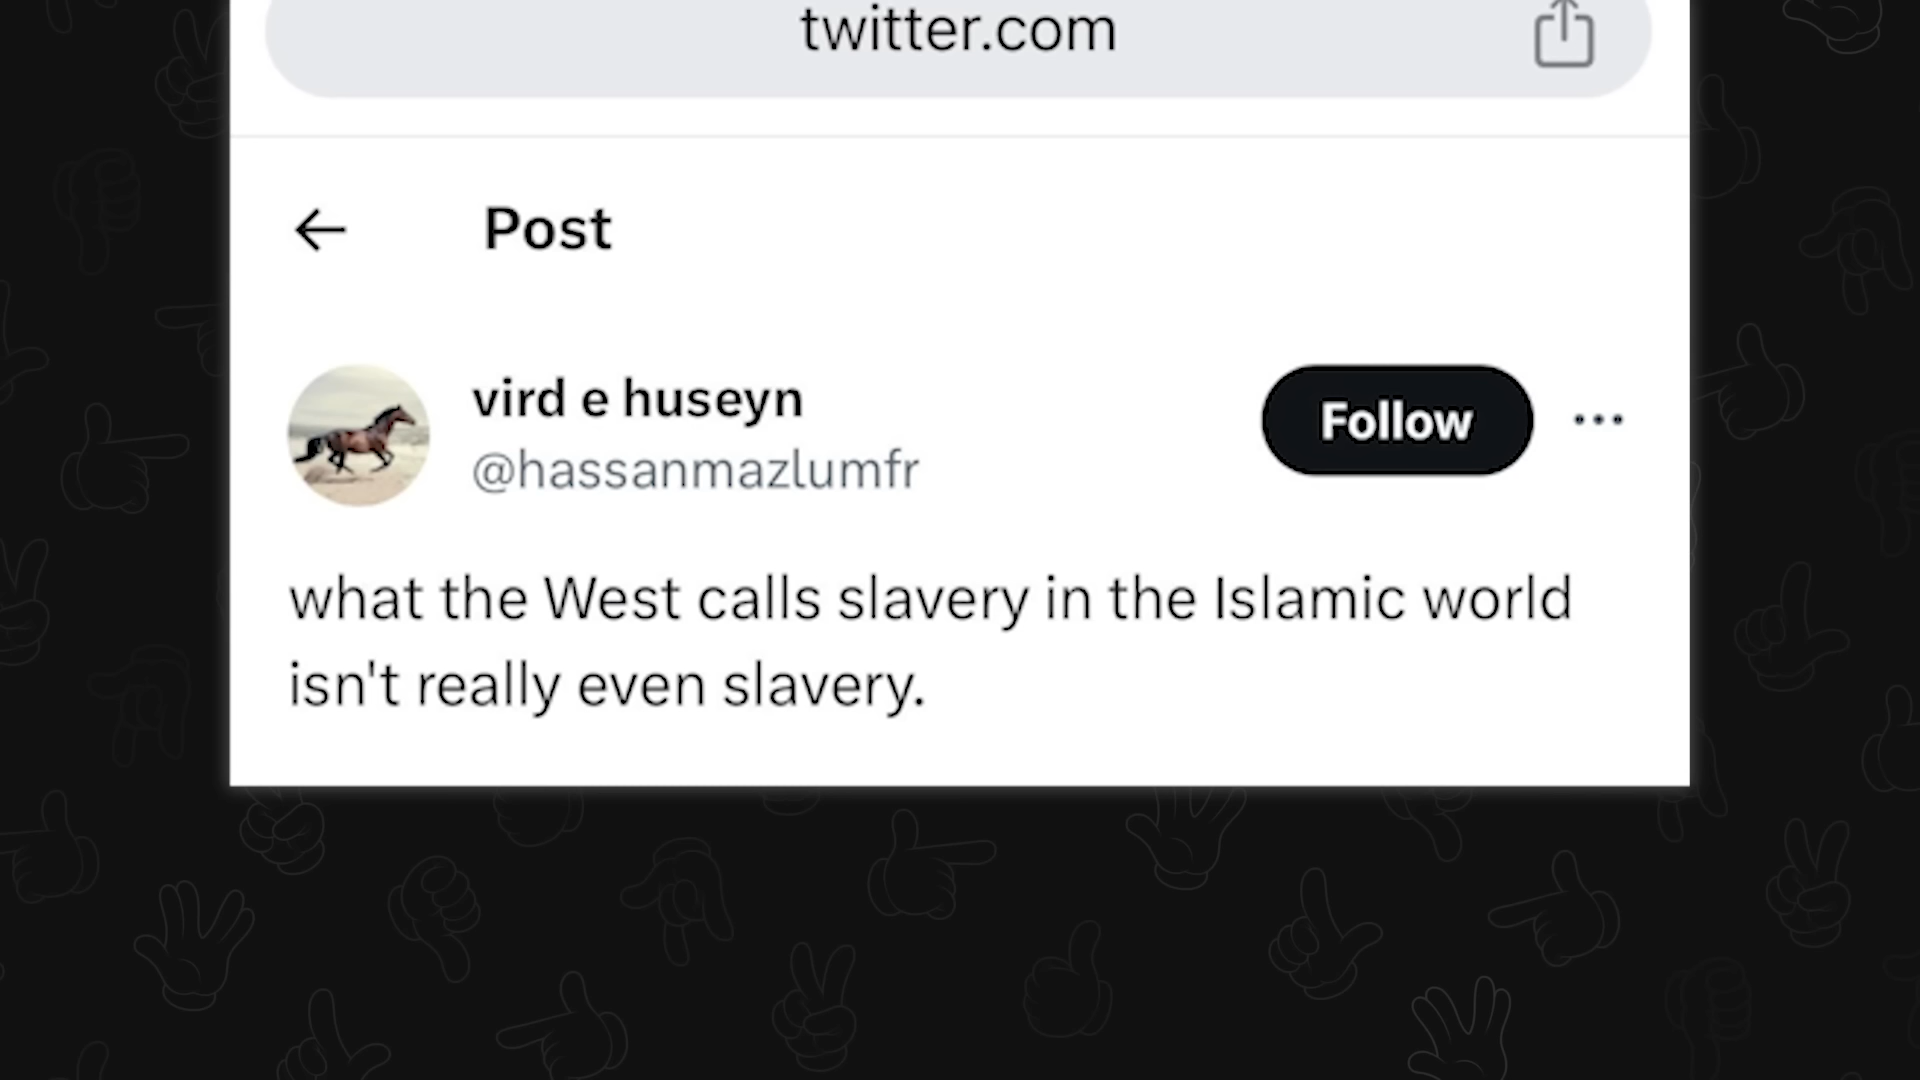 twitter.com
Post
vird e huseyn
Follow
@hassanmazlumfr
what the West calls slavery in the Islamic world
isn't really even slavery.